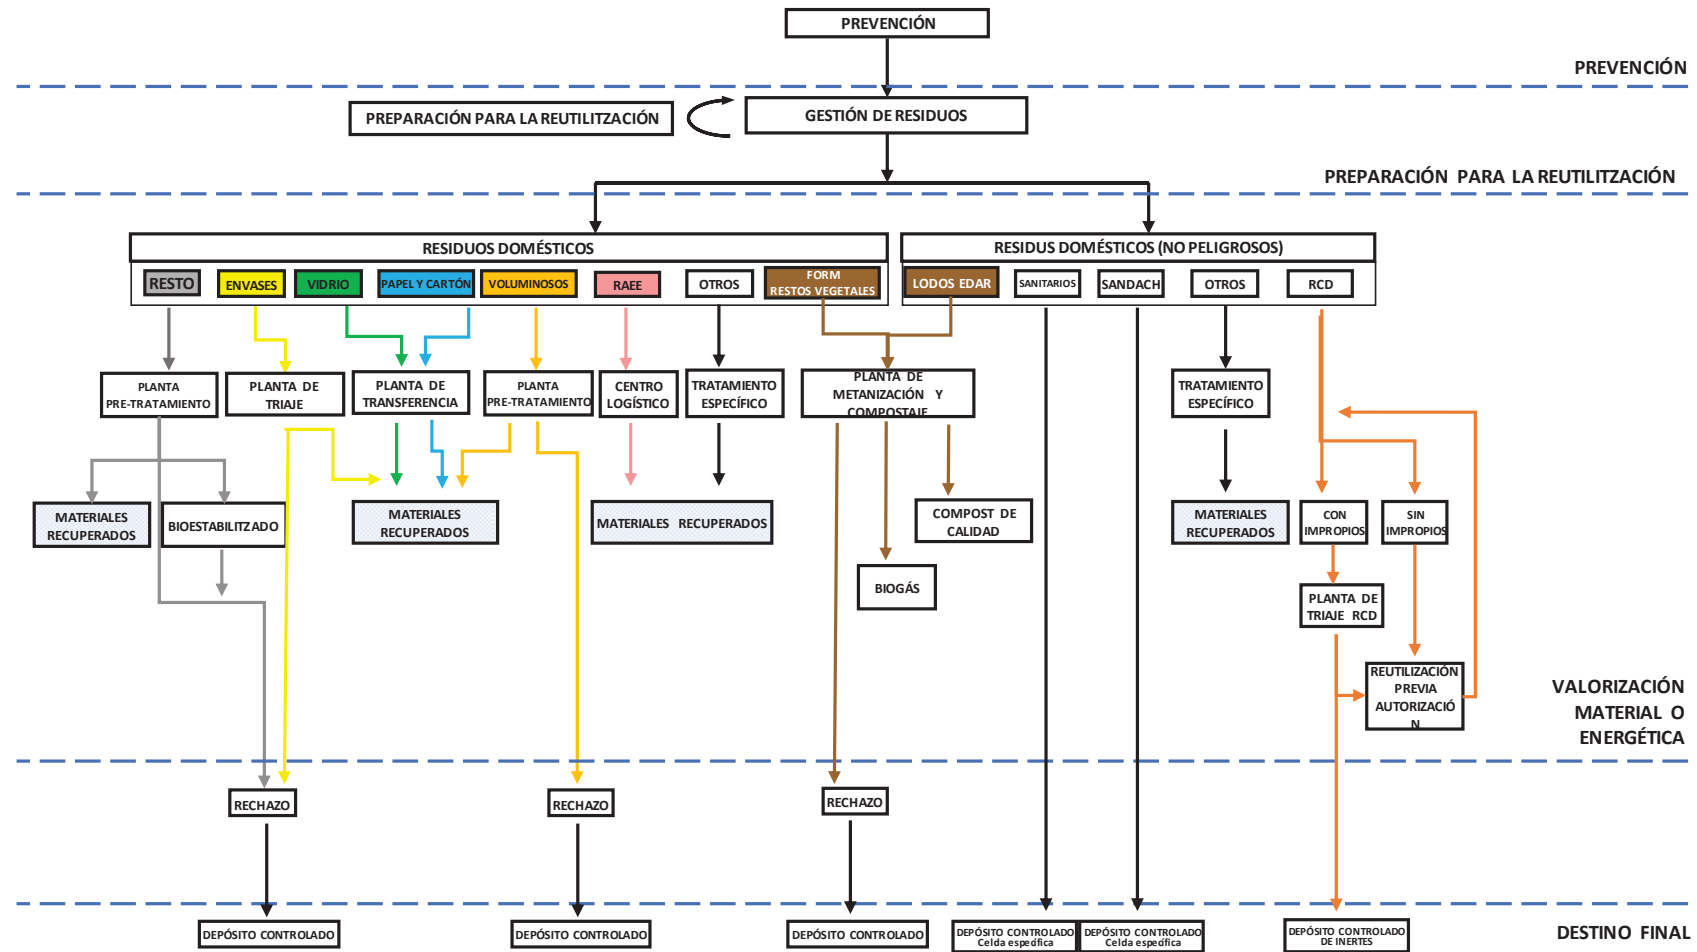 PREVENCIÓN
PREVENCIÓN
PREPARACIÓN PARA LA REUTILITZACIÓN
GESTIÓN DE RESIDUOS
PREPARACIÓN PARA LA REUTILITZACIÓN
RESIDUOS DOMÉSTICOS
RESIDUS DOMÉSTICOS (NO PELIGROSOS)
RESTO
ENVASES
VIDRIO
PAPEL Y CARTÓN
VOLUMINOSOS
RAEE
OTROS
FORM
RESTOS VEGETALES
LODOS EDAR
SANITARIOS
SANDACH
OTROS
RCD
PLANTA
PRE-TRATAMIENTO
PLANTA DE
TRIAJE
PLANTA DE
TRANSFERENCIA
PLANTA
PRE-TRATAMIENTO
CENTRO
LOGÍSTICO
TRATAMIENTO
ESPECÍFICO
PLANTA DE
METANIZACIÓN Y
COMPOSTAJE
TRATAMIENTO
ESPECÍFICO
MATERIALES
RECUPERADOS
BIOESTABILITZADO
MATERIALES
RECUPERADOS
MATERIALES RECUPERADOS
COMPOST DE
CALIDAD
MATERIALES
RECUPERADOS
CON
IMPROPIOS
SIN
IMPROPIOS
BIOGÁS
PLANTA DE
TRIAJE RCD
REUTILIZACIÓN
PREVIA
AUTORIZACIÓ
N
VALORIZACIÓN
MATERIAL O
ENERGÉTICA
RECHAZO
RECHAZO
RECHAZO
DEPÓSITO CONTROLADO
DEPÓSITO CONTROLADO
DEPÓSITO CONTROLADO
DEPÓSITO CONTROLADO
Celda específica
DEPÓSITO CONTROLADO
Celda específica
DEPÓSITO CONTROLADO
DE INERTES
DESTINO FINAL